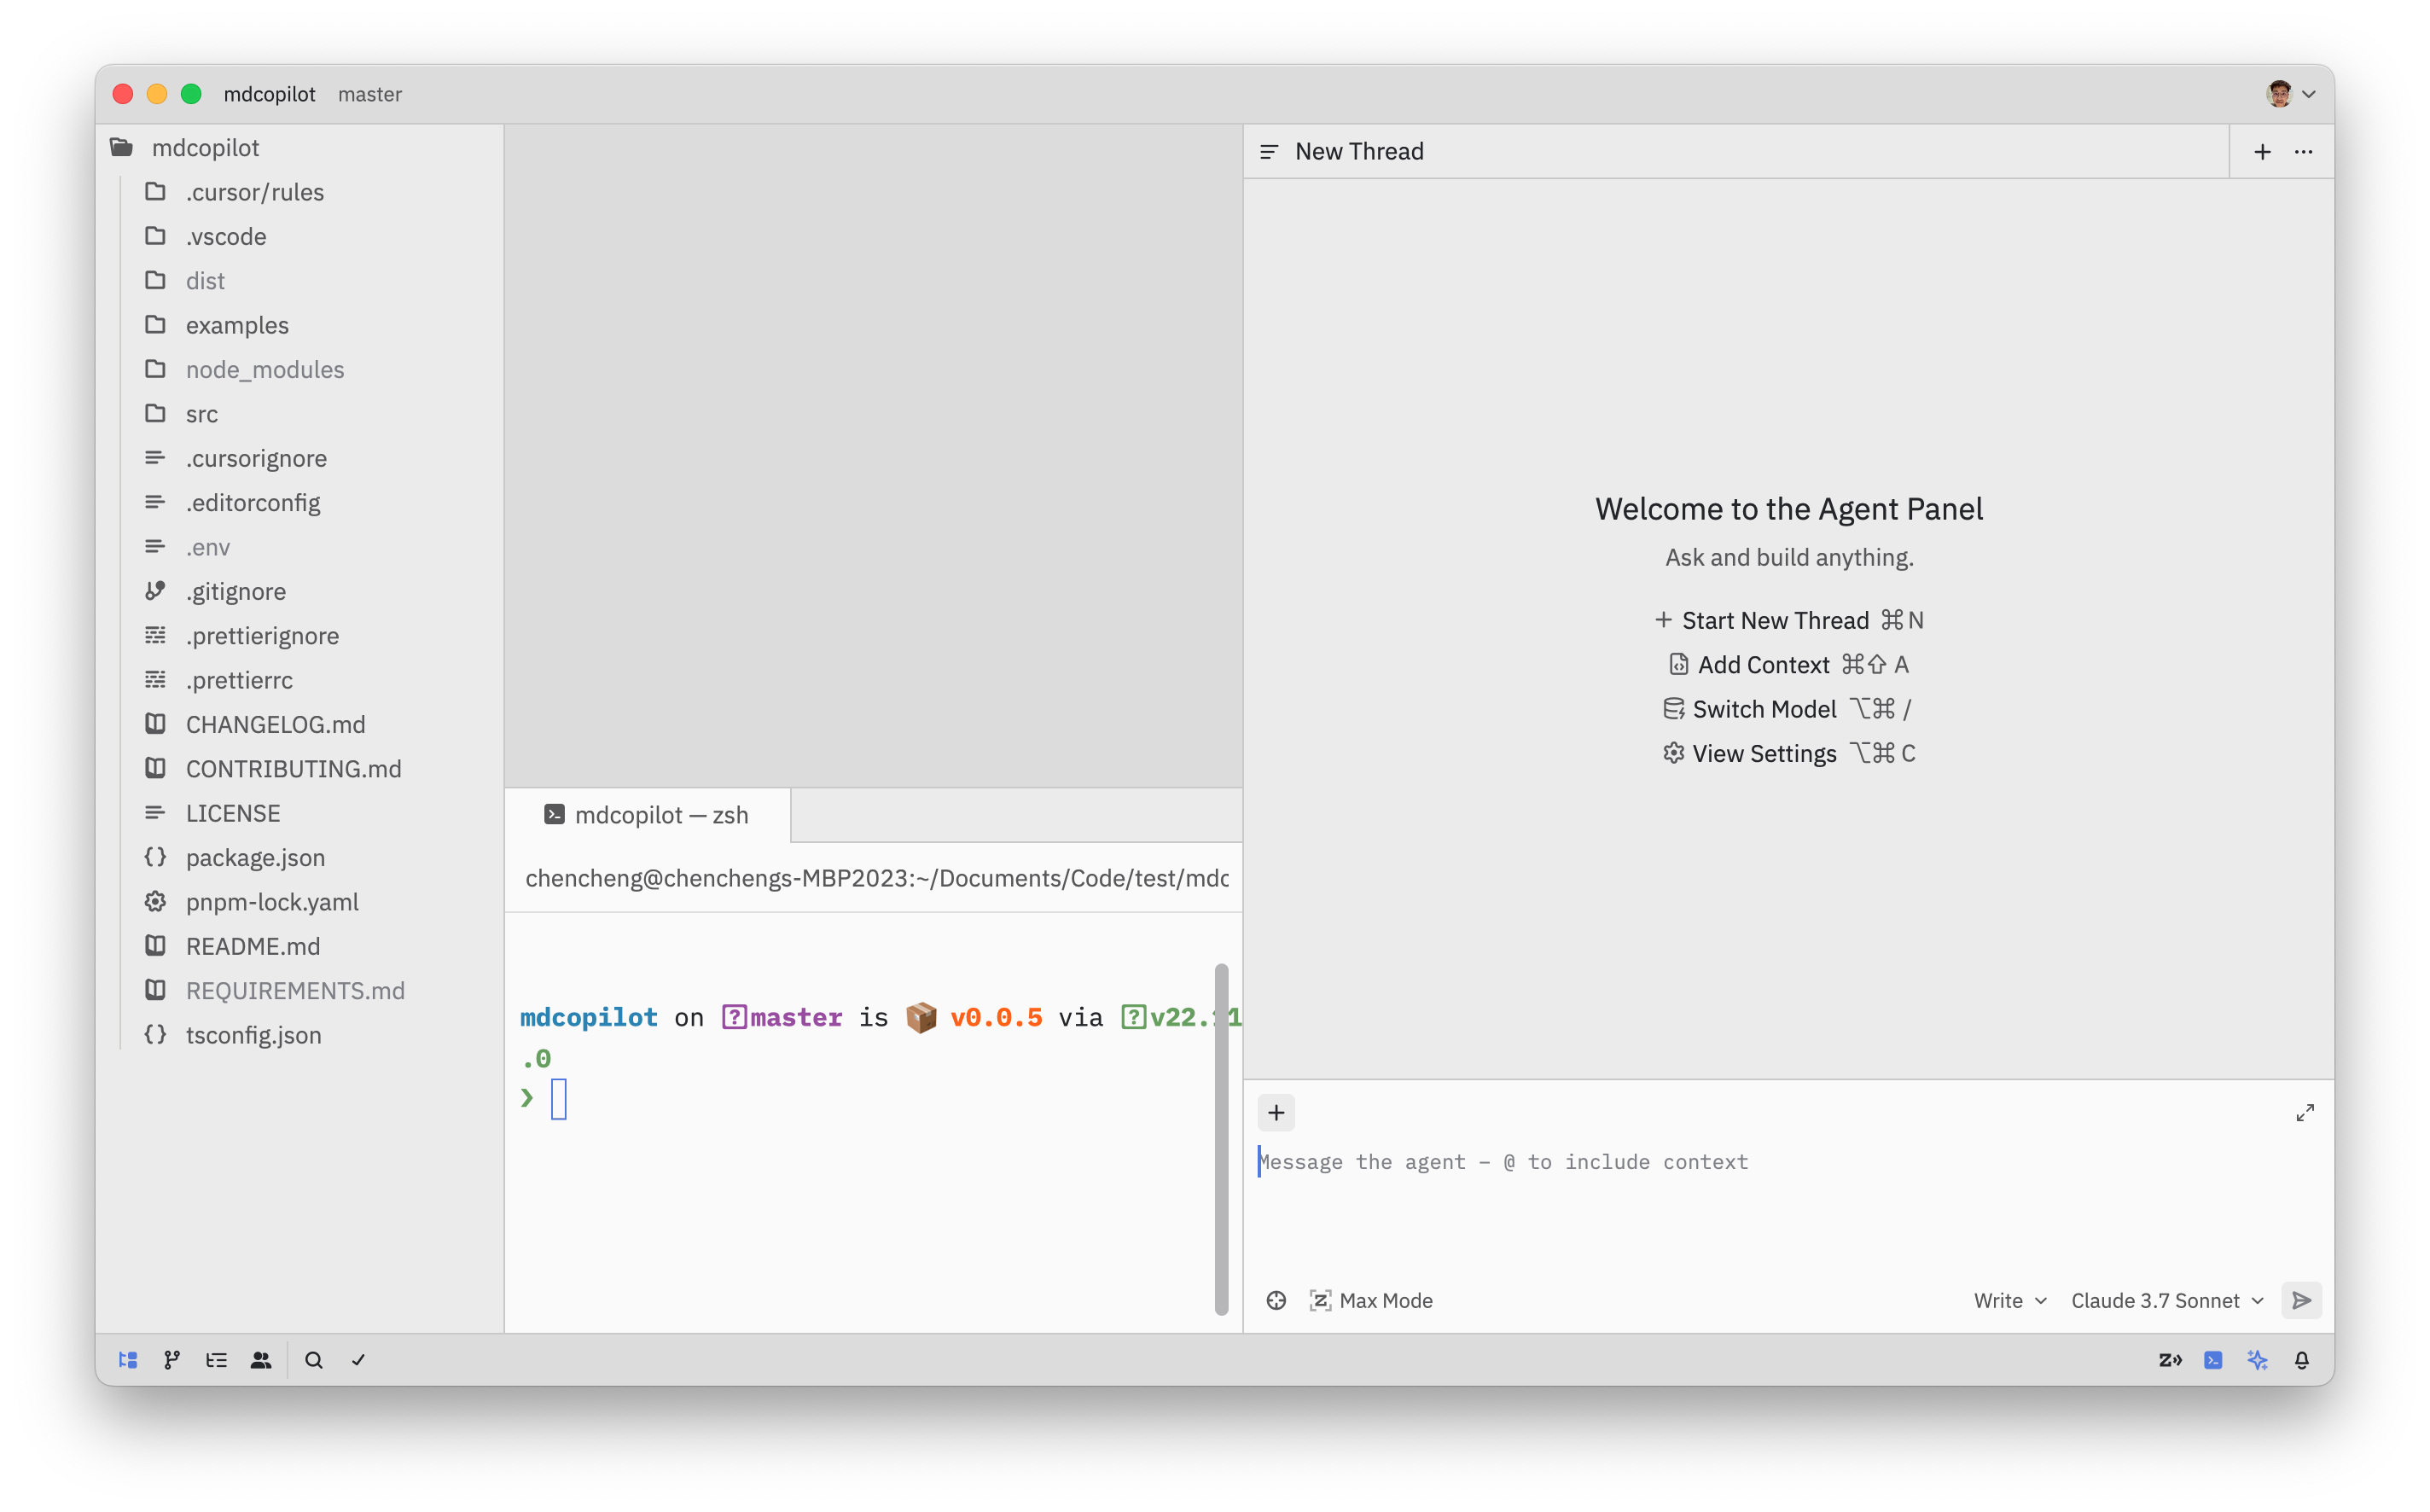 mdcopilot master
mdcopilot
.cursor/rules
.vscode
dist
examples
node_modules
src
.cursorignore
.editorconfig
.env
.gitignore
.prettierignore
.prettierrc
CHANGELOG.md
CONTRIBUTING.md
LICENSE
package.json
pnpm-lock.yaml
README.md
REQUIREMENTS.md
tsconfig.json
mdcopilot — zsh
chencheng@chenchengs-MBP2023:~/Documents/Code/test/mdc
mdcopilot on master is 📦 v0.0.5 via v22.11
.0
❯
New Thread
Welcome to the Agent Panel
Ask and build anything.
+ Start New Thread ⌘N
Add Context ⌘⇧ A
Switch Model ⌥⌘ /
View Settings ⌥⌘ C
Message the agent – @ to include context
Max Mode
Write
Claude 3.7 Sonnet